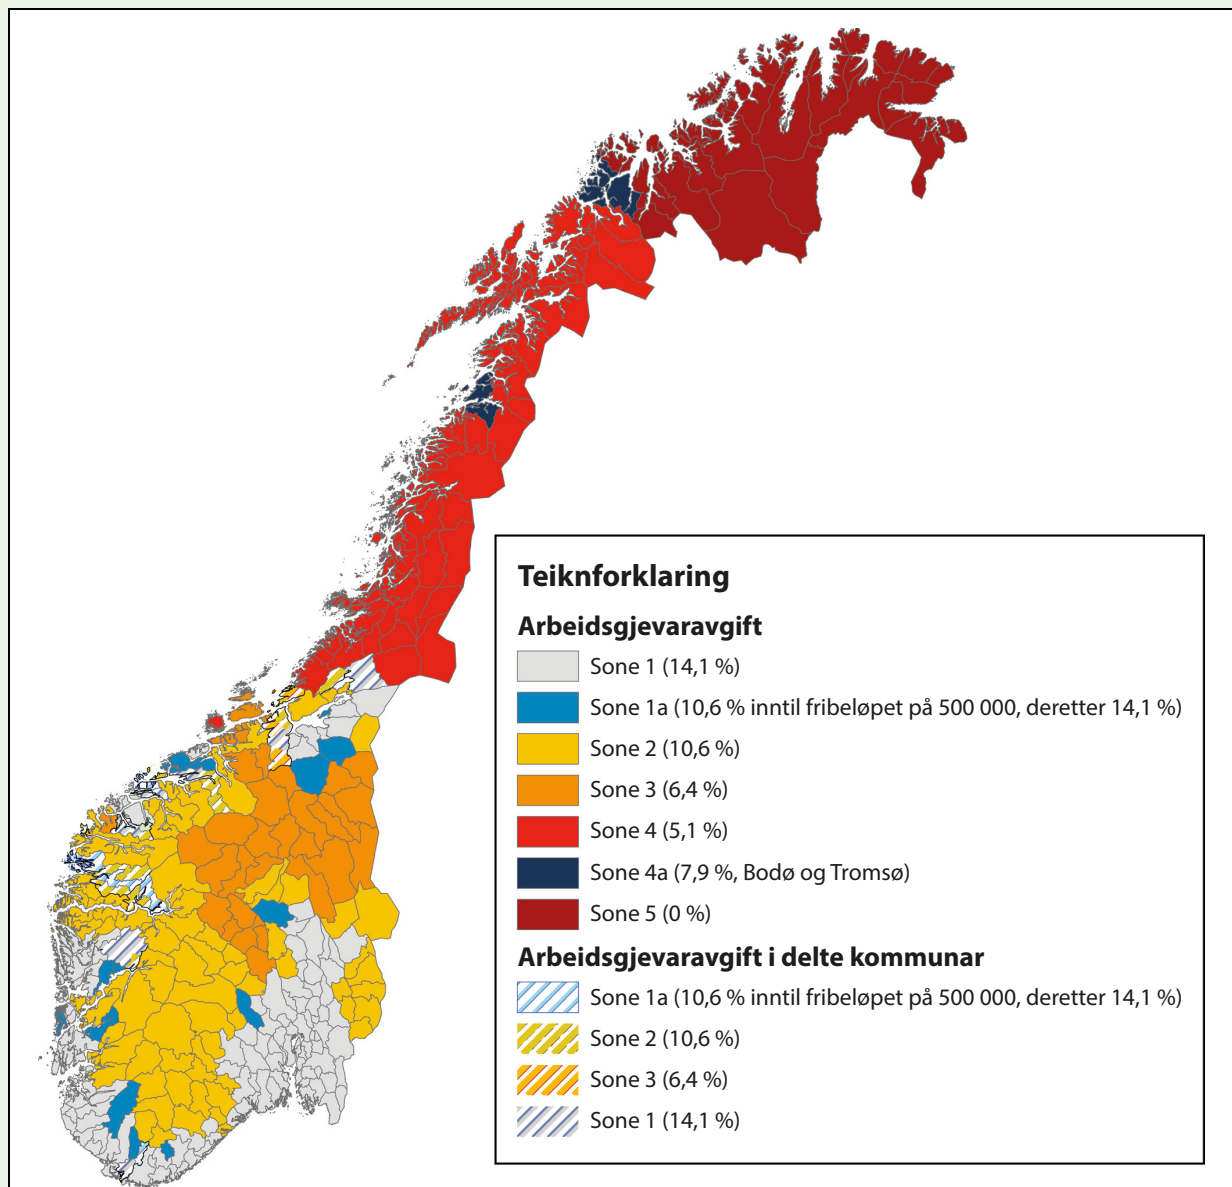 Teiknforklaring
Arbeidsgjevaravgift
Sone 1 (14,1 %)
Sone 1a (10,6 % inntil fribeløpet på 500 000, deretter 14,1 %)
Sone 2 (10,6 %)
Sone 3 (6,4 %)
Sone 4 (5,1 %)
Sone 4a (7,9 %, Bodø og Tromsø)
Sone 5 (0 %)
Arbeidsgjevaravgift i delte kommunar
Sone 1a (10,6 % inntil fribeløpet på 500 000, deretter 14,1 %)
Sone 2 (10,6 %)
Sone 3 (6,4 %)
Sone 1 (14,1 %)